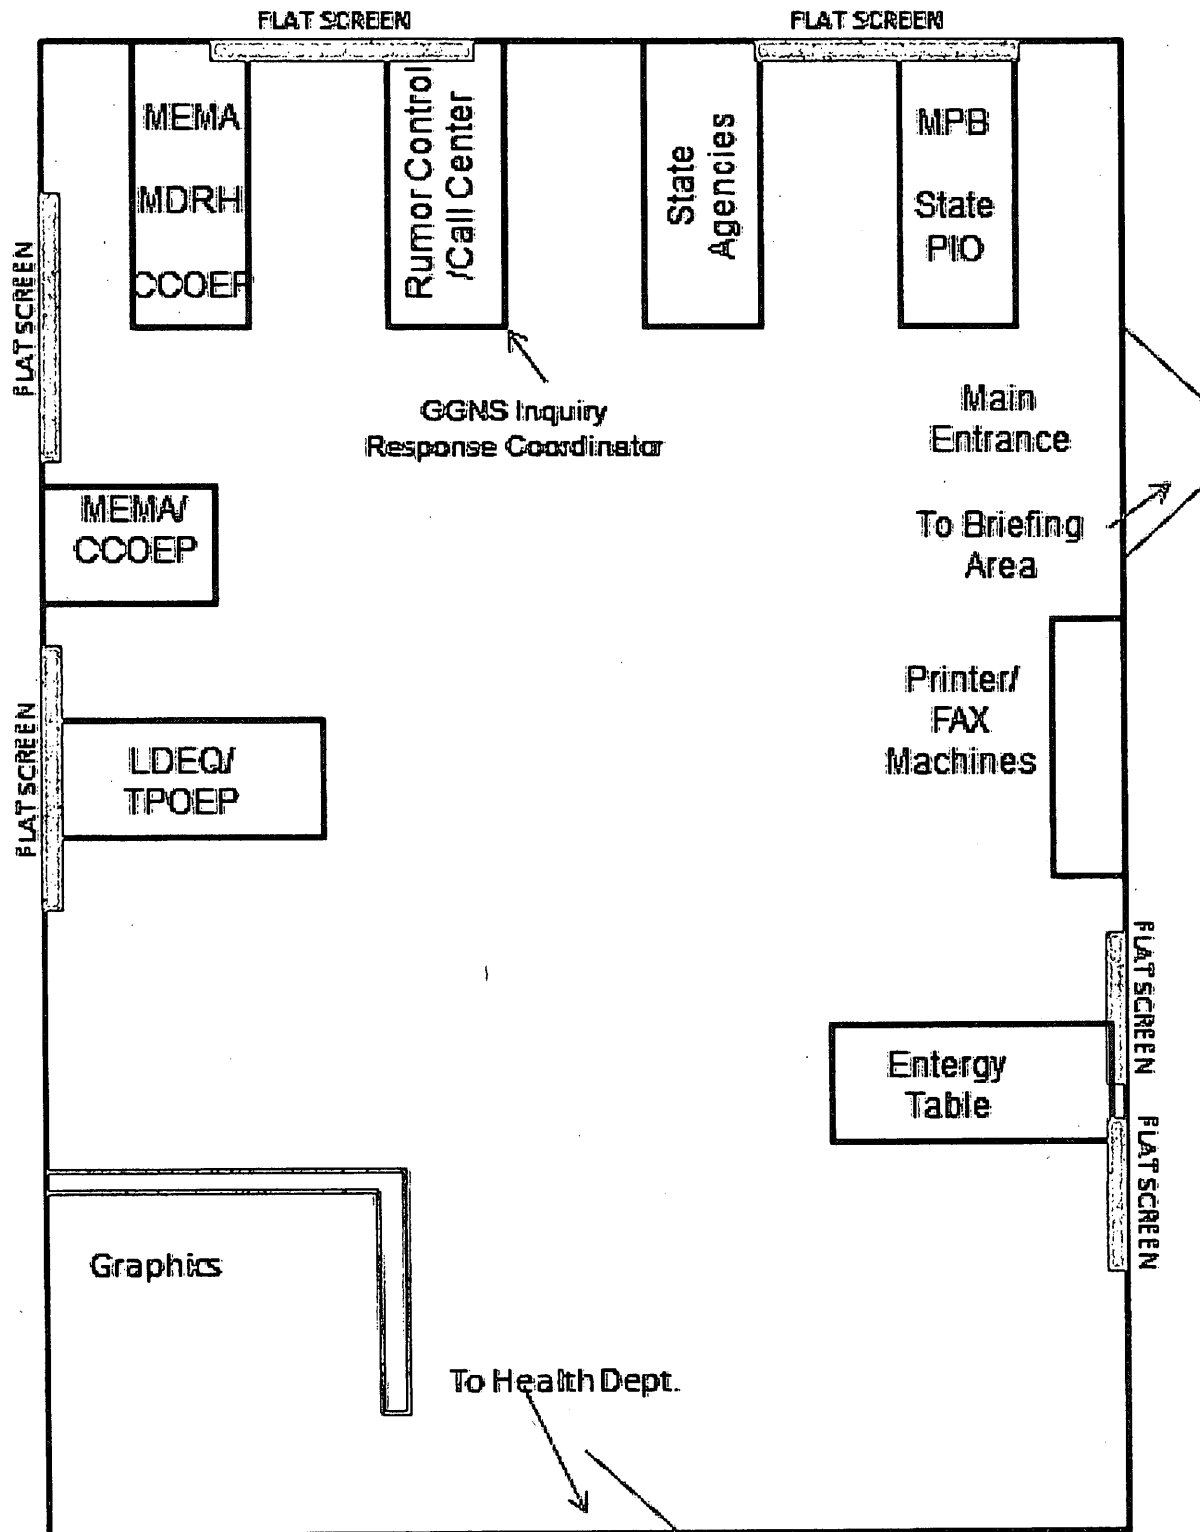 FLAT SCREEN
FLAT SCREEN
MEMA
MDRH
CCOEP
Rumor Control
/Call Center
State
Agencies
MPB
State
PIO
FLAT SCREEN
GGNS Inquiry
Response Coordinator
Main
Entrance
To Briefing
Area
MEMA/
CCOEP
FLAT SCREEN
LDEQ/
TPOEP
Printer/
FAX
Machines
FLAT SCREEN
Entergy
Table
FLAT SCREEN
Graphics
To Health Dept.